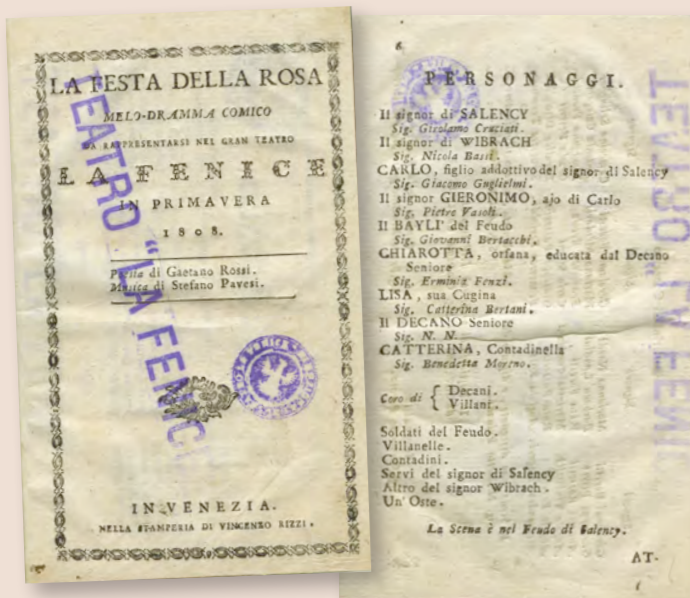 LA FESTA DELLA ROSA
MELO-DRAMMA COMICO
DA RAPPRESENTARSI NEL GRAN TEATRO
LA FENICE
IN PRIMAVERA
1808.
Poesia di Gaetano Rossi.
Musica di Stefano Pavesi.
IN VENEZIA.
NELLA STAMPERIA DI VINCENZO RIZZI.
TEATRO "LA FENICE
6
PERSONAGGI.
Il signor di SALENCY
Sig. Girolamo Cruciati.
Il signor di WIBRACH
Sig. Nicola Bassi.
CARLO, figlio addottivo del signor di Salency
Sig. Giacomo Guglielmi.
Il signor GIERONIMO, ajo di Carlo
Sig. Pietro Vasoli.
Il BAYLI' del Feudo
Sig. Giovanni Bertacchi.
CHIAROTTA, orfana, educata dal Decano
Seniore
Sig. Erminia Fenzi.
LISA, sua Cugina
Sig. Catterina Bertani.
Il DECANO Seniore
Sig. N. N.
CATTERINA, Contadinella
Sig. Benedetta Moreno.
Coro di { Decani.
Villani.
Soldati del Feudo.
Villanelle.
Contadini.
Servi del signor di Salency
Altro del signor Wibrach.
Un' Oste.
La Scena è nel Feudo di Salency.
AT-